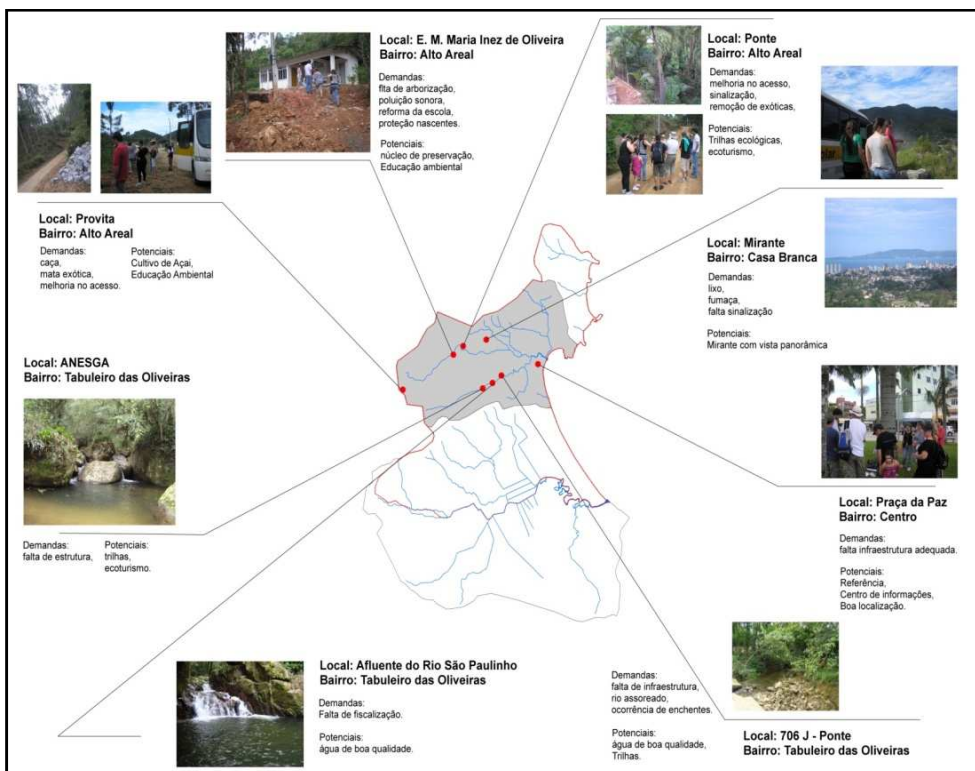 Local: E. M. Maria Inez de Oliveira
Bairro: Alto Areal
Demandas:
flta de arborização,
poluição sonora,
reforma da escola,
proteção nascentes.
Potenciais:
núcleo de preservação,
Educação ambiental
Local: Ponte
Bairro: Alto Areal
Demandas:
melhoria no acesso,
sinalização,
remoção de exóticas,
Potenciais:
Trilhas ecológicas,
ecoturismo,
Local: Provita
Bairro: Alto Areal
Demandas:
caça,
mata exótica,
melhoria no acesso.
Potenciais:
Cultivo de Açai,
Educação Ambiental
Local: Mirante
Bairro: Casa Branca
Demandas:
lixo,
fumaça,
falta sinalização
Potenciais:
Mirante com vista panorâmica
Local: ANESGA
Bairro: Tabuleiro das Oliveiras
Demandas:
falta de estrutura,
Potenciais:
trilhas,
ecoturismo.
Local: Praça da Paz
Bairro: Centro
Demandas:
falta infraestrutura adequada.
Potenciais:
Referência,
Centro de informações,
Boa localização.
Local: Afluente do Rio São Paulinho
Bairro: Tabuleiro das Oliveiras
Demandas:
Falta de fiscalização.
Potenciais:
água de boa qualidade.
Demandas:
falta de infraestrutura,
rio assoreado,
ocorrência de enchentes.
Potenciais:
água de boa qualidade,
Trilhas.
Local: 706 J - Ponte
Bairro: Tabuleiro das Oliveiras